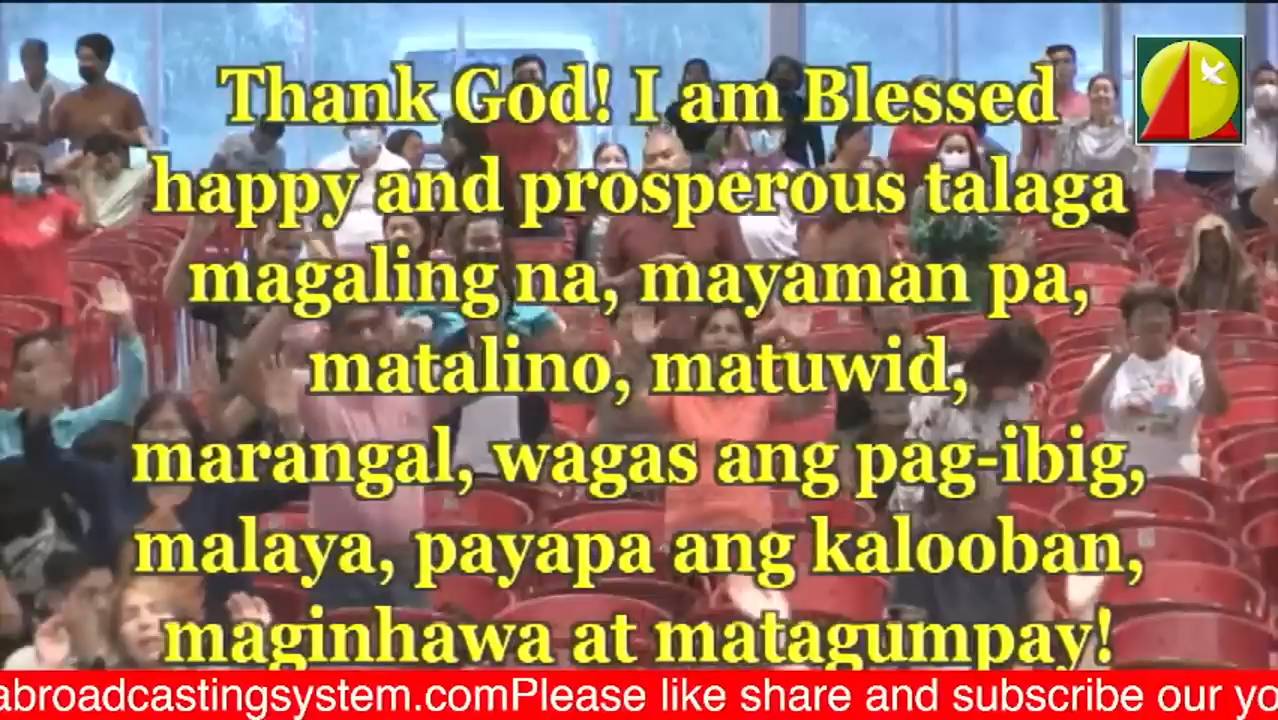 Thank God! I am Blessed
happy and prosperous talaga
magaling na, mayaman pa,
matalino, matuwid,
marangal, wagas ang pag-ibig,
malaya, payapa ang kalooban,
maginhawa at matagumpay!
abroadcastingsystem.comPlease like share and subscribe our yo